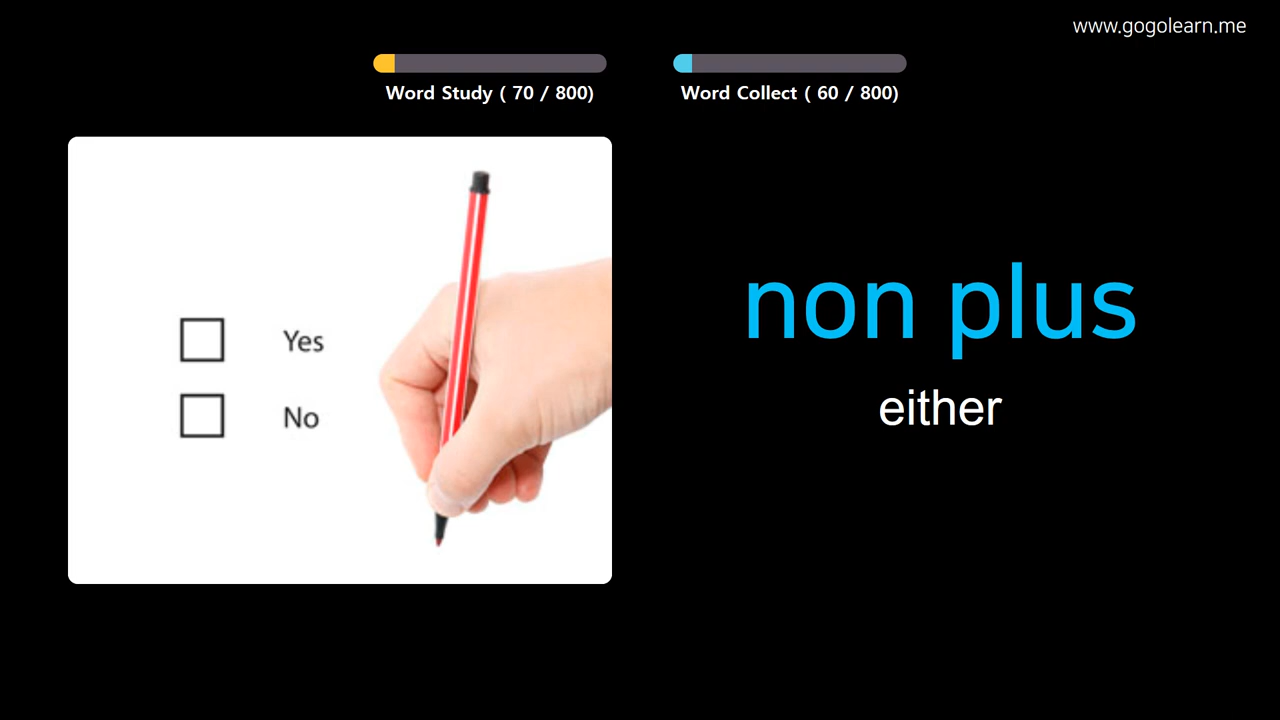 www.gogolearn.me
Word Study ( 70 / 800)
Word Collect ( 60 / 800)
Yes
No
non plus
either